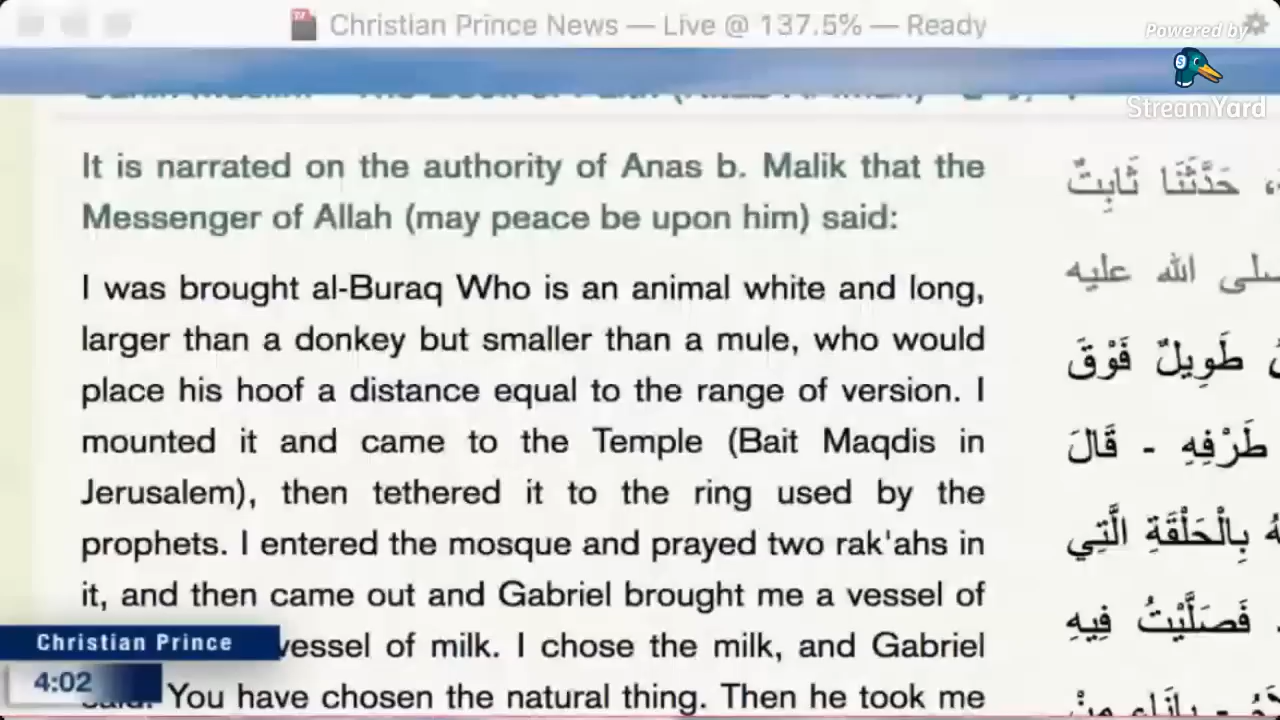 Christian Prince News — Live @ 137.5% — Ready
Powered by
StreamYard
It is narrated on the authority of Anas b. Malik that the
Messenger of Allah (may peace be upon him) said:
I was brought al-Buraq Who is an animal white and long,
larger than a donkey but smaller than a mule, who would
place his hoof a distance equal to the range of version. I
mounted it and came to the Temple (Bait Maqdis in
Jerusalem), then tethered it to the ring used by the
prophets. I entered the mosque and prayed two rak'ahs in
it, and then came out and Gabriel brought me a vessel of
vessel of milk. I chose the milk, and Gabriel
You have chosen the natural thing. Then he took me
حَدَّثَنَا ثَابِتٌ
صلى الله عليه
طَوِيلٌ فَوْقَ
طَرْفِهِ - قَالَ
بِالْحَلْقَةِ الَّتِي
فَصَلَّيْتُ فِيهِ
بِإِنَاءٍ مِنْ
Christian Prince
4:02